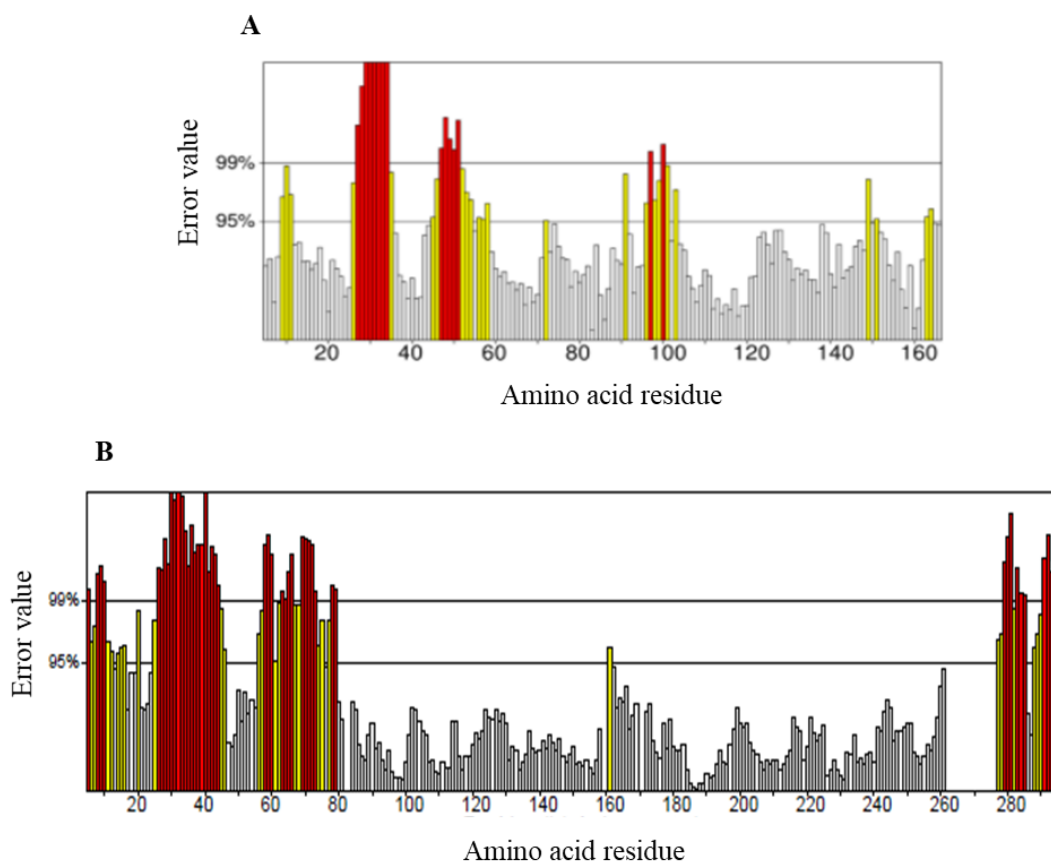 A
99%
95%
Error value
20 40 60 80 100 120 140 160
Amino acid residue
B
99%
95%
Error value
20 40 60 80 100 120 140 160 180 200 220 240 260 280
Amino acid residue